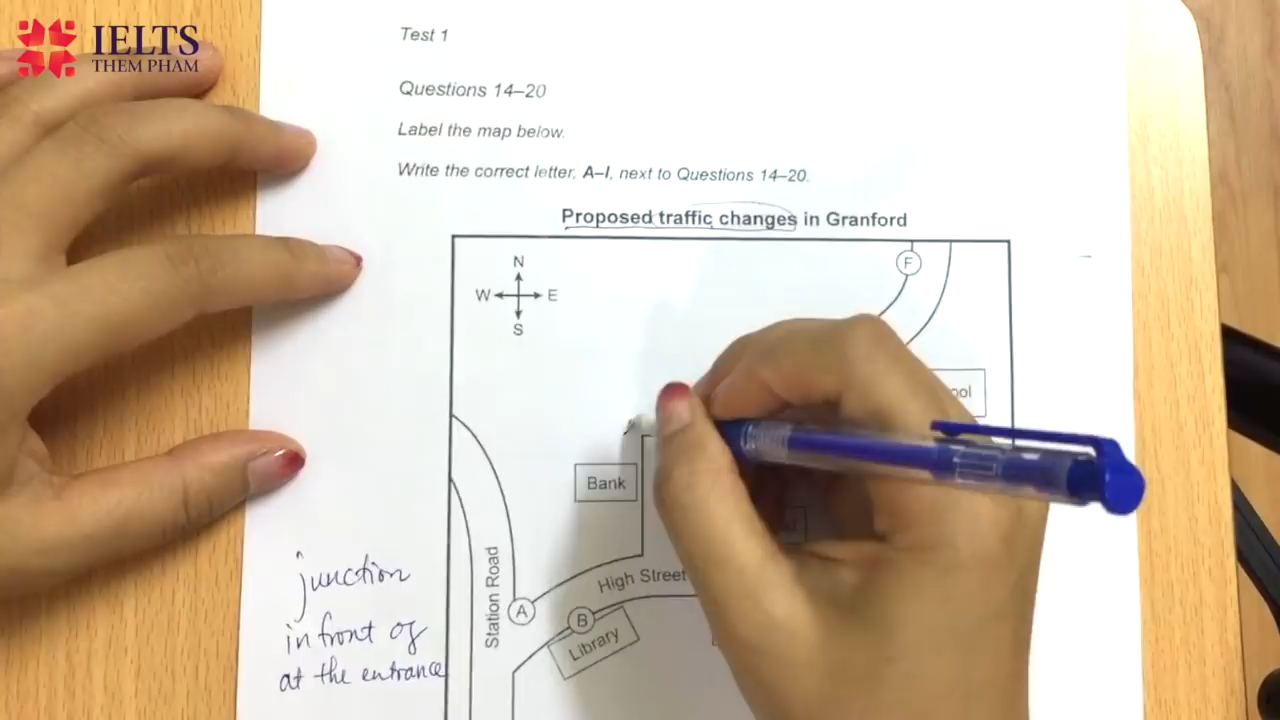 IELTS
THEM PHAM
Test 1
Questions 14–20
Label the map below.
Write the correct letter, A–I, next to Questions 14–20.
Proposed traffic changes in Granford
N
W E
S
F
Bank
High Street
Station Road
A
B
Library
junction
in front of
at the entrance